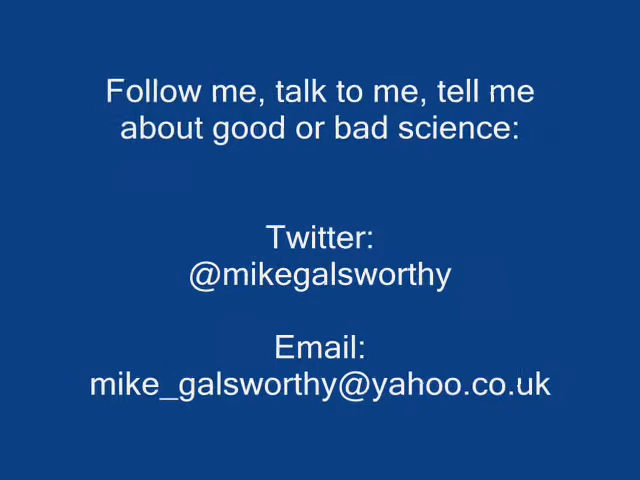 Follow me, talk to me, tell me
about good or bad science:
Twitter:
@mikegalsworthy
Email:
mike_galsworthy@yahoo.co.uk